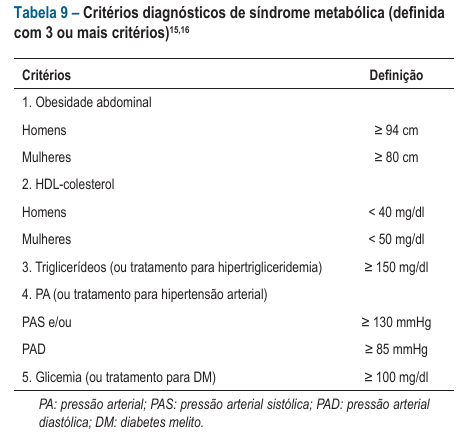 Tabela 9 – Critérios diagnósticos de síndrome metabólica (definida
com 3 ou mais critérios)15,16
Critérios Definição
1. Obesidade abdominal
Homens ≥ 94 cm
Mulheres ≥ 80 cm
2. HDL-colesterol
Homens < 40 mg/dl
Mulheres < 50 mg/dl
3. Triglicerídeos (ou tratamento para hipertrigliceridemia) ≥ 150 mg/dl
4. PA (ou tratamento para hipertensão arterial)
PAS e/ou ≥ 130 mmHg
PAD ≥ 85 mmHg
5. Glicemia (ou tratamento para DM) ≥ 100 mg/dl
PA: pressão arterial; PAS: pressão arterial sistólica; PAD: pressão arterial
diastólica; DM: diabetes melito.